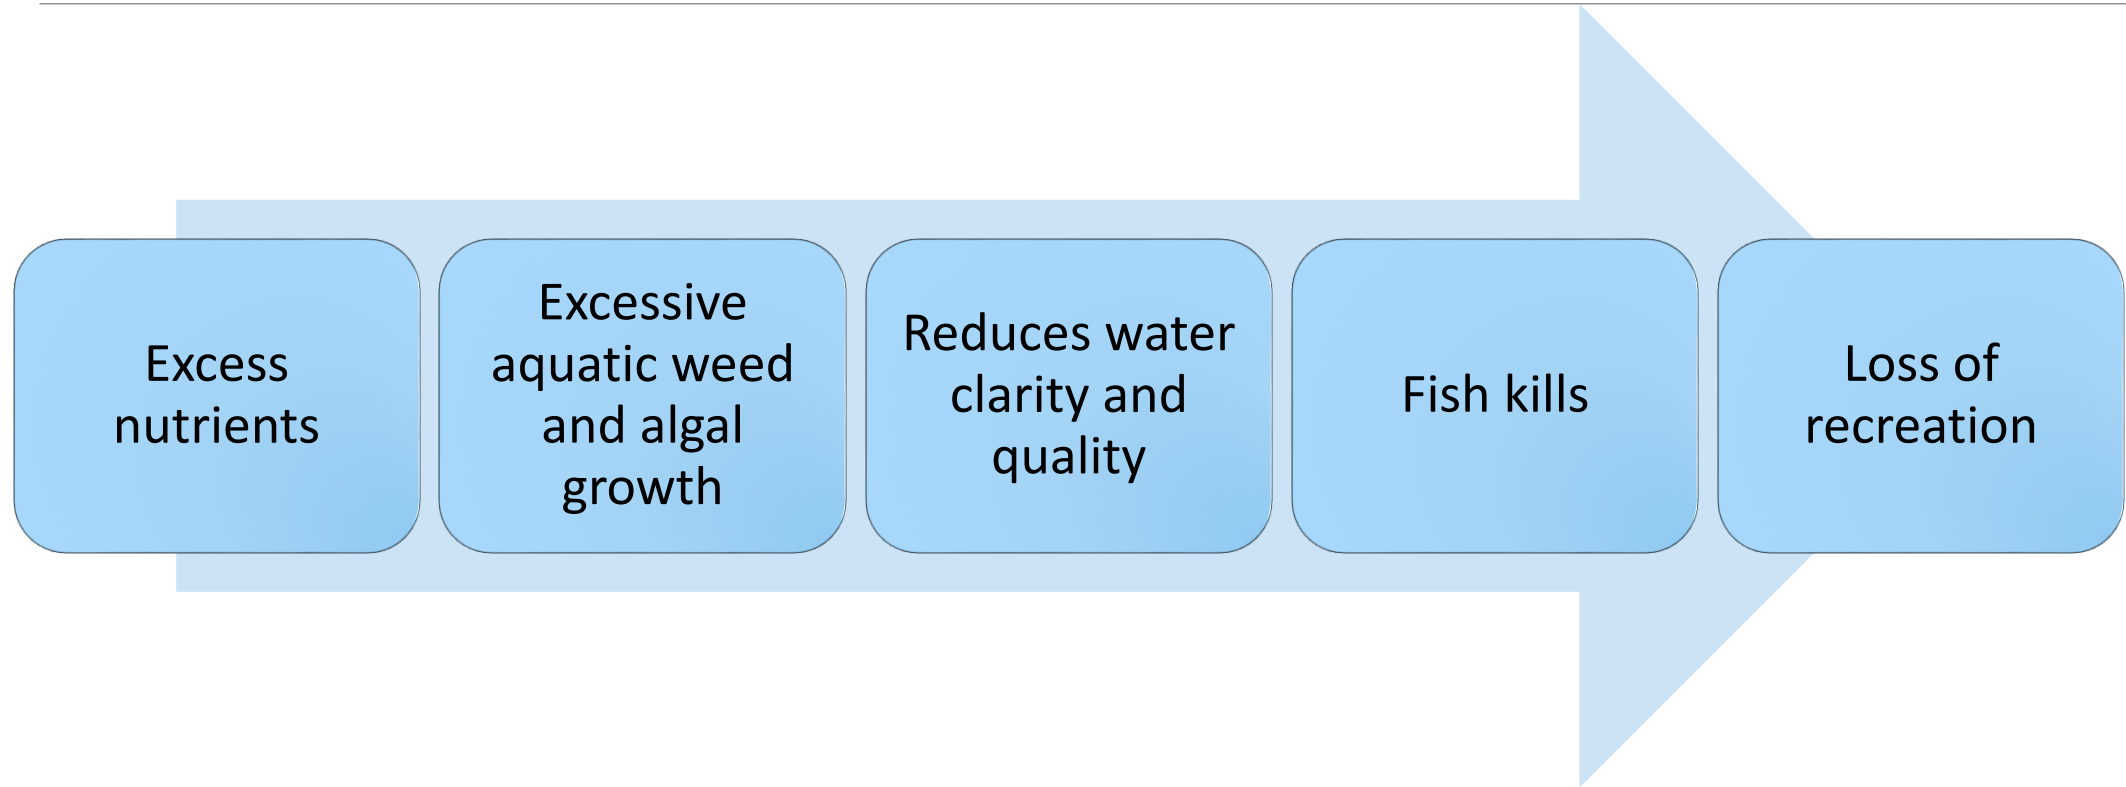 Excess
nutrients
Excessive
aquatic weed
and algal
growth
Reduces water
clarity and
quality
Fish kills
Loss of
recreation